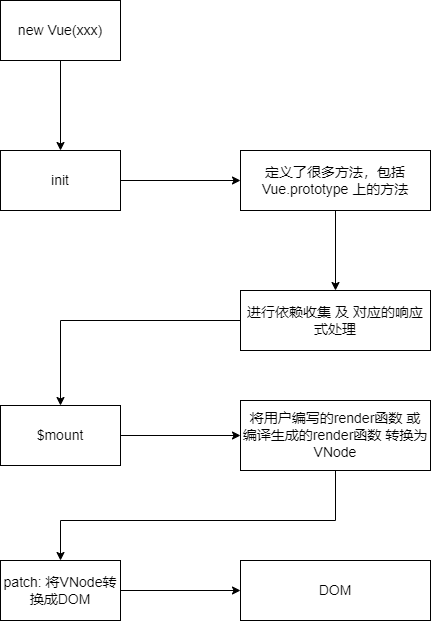 new Vue(xxx)
init
定义了很多方法，包括
Vue.prototype 上的方法
进行依赖收集 及 对应的响应
式处理
$mount
将用户编写的render函数 或
编译生成的render函数 转换为
VNode
patch: 将VNode转
换成DOM
DOM